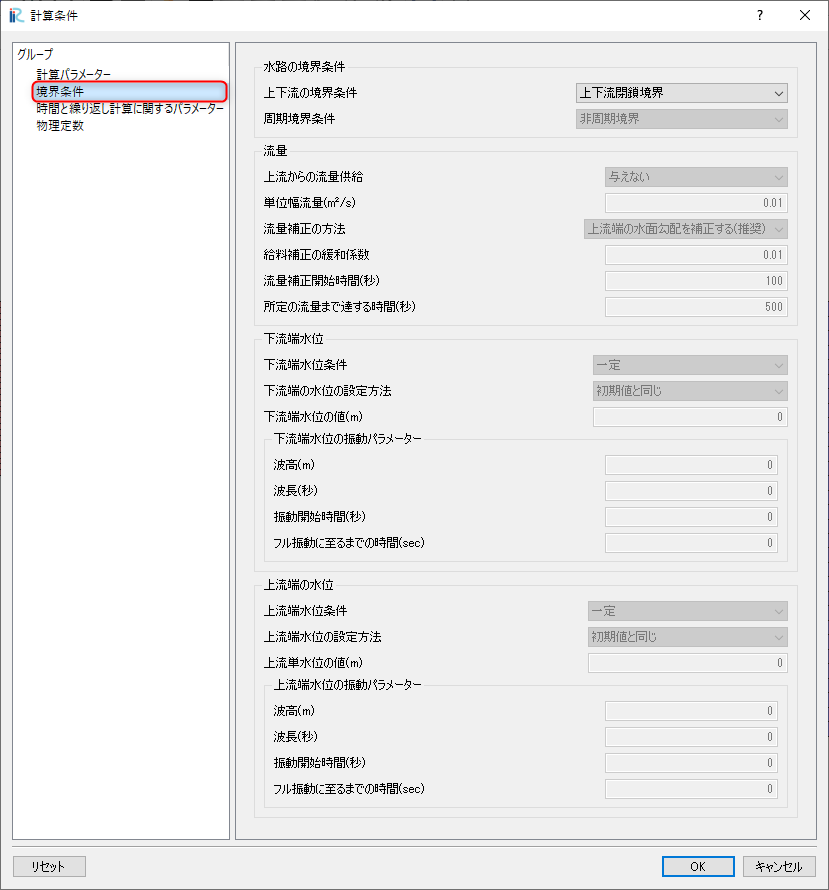 計算条件
?
グループ
計算パラメーター
境界条件
時間と繰り返し計算に関するパラメーター
物理定数
水路の境界条件
上下流の境界条件 上下流閉鎖境界
周期境界条件 非周期境界
流量
上流からの流量供給 与えない
単位幅流量(m²/s) 0.01
流量補正の方法 上流端の水面勾配を補正する(推奨)
給料補正の緩和係数 0.01
流量補正開始時間(秒) 100
所定の流量まで達する時間(秒) 500
下流端水位
下流端水位条件 一定
下流端の水位の設定方法 初期値と同じ
下流端水位の値(m) 0
下流端水位の振動パラメーター
波高(m) 0
波長(秒) 0
振動開始時間(秒) 0
フル振動に至るまでの時間(sec) 0
上流端の水位
上流端水位条件 一定
上流端水位の設定方法 初期値と同じ
上流単水位の値(m) 0
上流端水位の振動パラメーター
波高(m) 0
波長(秒) 0
振動開始時間(秒) 0
フル振動に至るまでの時間(sec) 0
リセット OK キャンセル